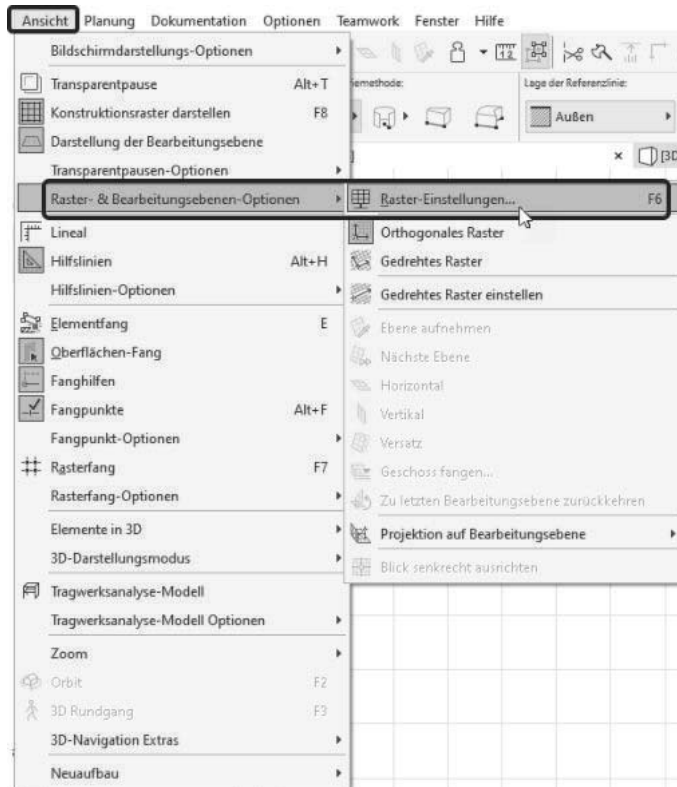 Ansicht Planung Dokumentation Optionen Teamwork Fenster Hilfe
Bildschirmdarstellungs-Optionen
Transparentpause Alt+T
Konstruktionsraster darstellen F8
Darstellung der Bearbeitungsebene
Transparentpausen-Optionen
Raster- & Bearbeitungsebenen-Optionen
Lineal
Hilfslinien Alt+H
Hilfslinien-Optionen
Elementfang E
Oberflächen-Fang
Fanghilfen
Fangpunkte Alt+F
Fangpunkt-Optionen
Rasterfang F7
Rasterfang-Optionen
Elemente in 3D
3D-Darstellungsmodus
Tragwerksanalyse-Modell
Tragwerksanalyse-Modell Optionen
Zoom
Orbit F2
3D Rundgang F3
3D-Navigation Extras
Neuaufbau
Lage der Referenzlinie:
Außen
[3D
Raster-Einstellungen... F6
Orthogonales Raster
Gedrehtes Raster
Gedrehtes Raster einstellen
Ebene aufnehmen
Nächste Ebene
Horizontal
Vertikal
Versatz
Geschoss fangen...
Zu letzten Bearbeitungsebene zurückkehren
Projektion auf Bearbeitungsebene
Blick senkrecht ausrichten